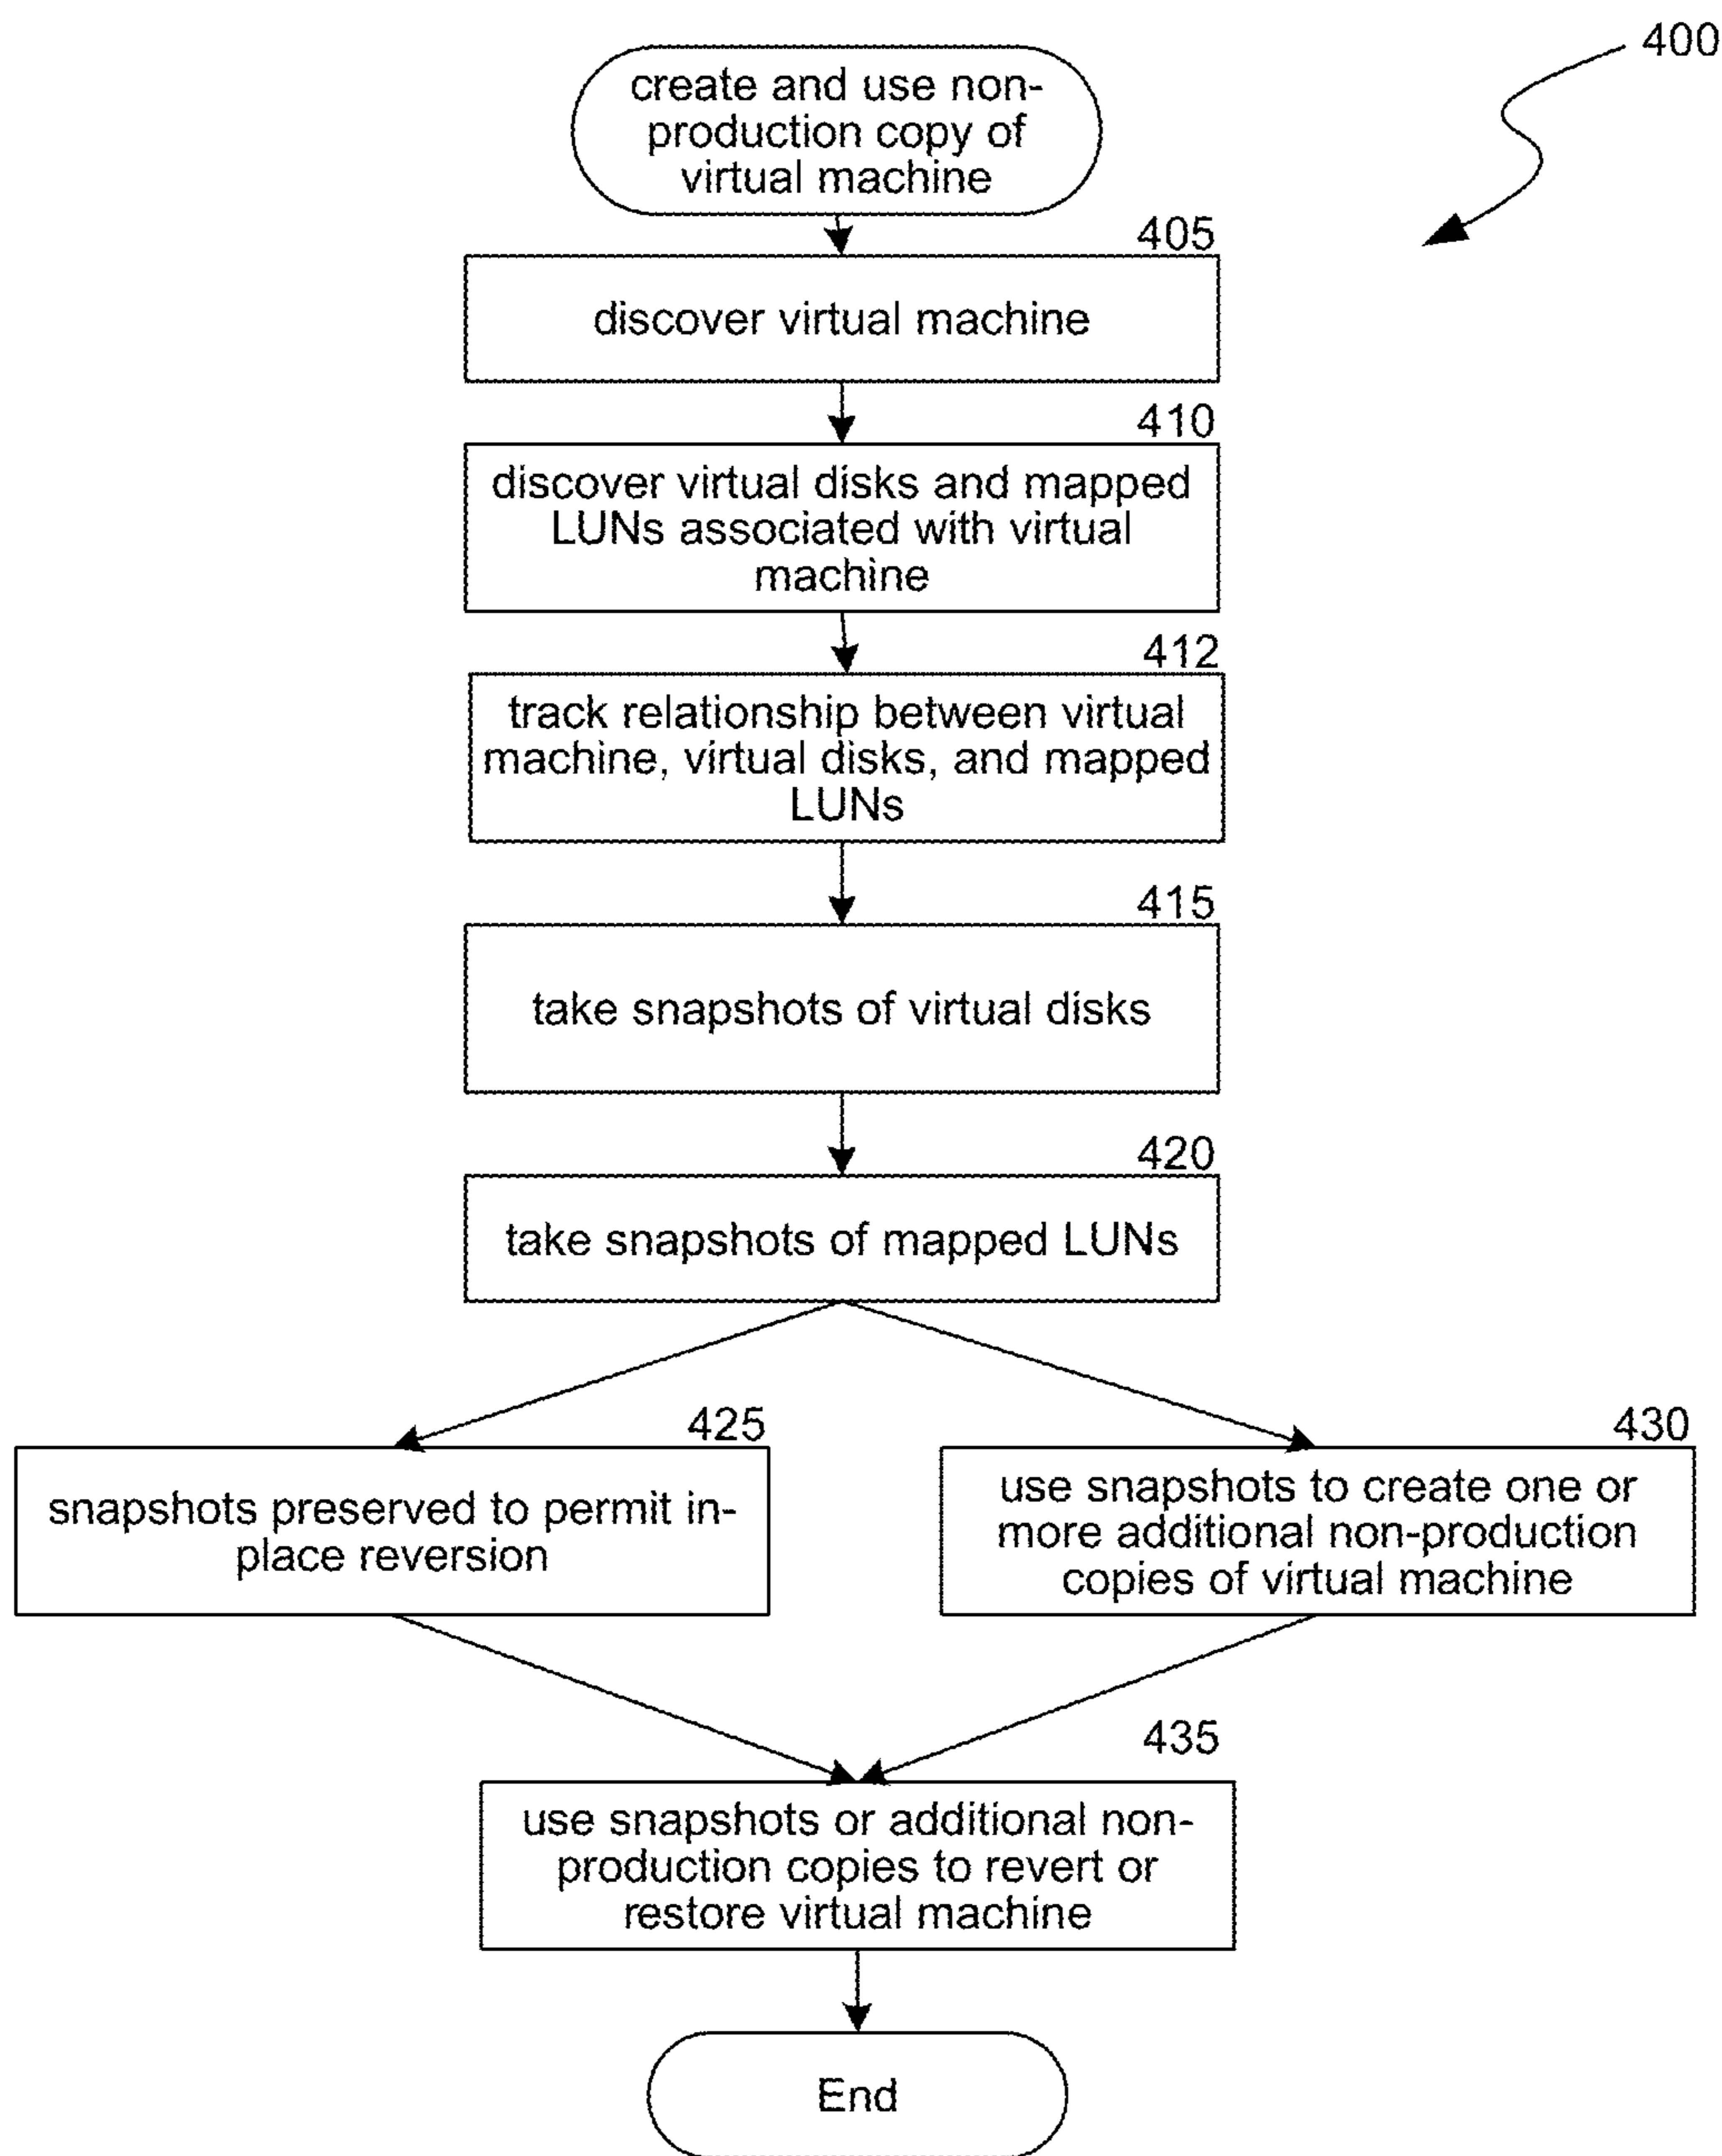 400
create and use non-
production copy of
virtual machine
405
discover virtual machine
410
discover virtual disks and mapped
LUNs associated with virtual
machine
412
track relationship between virtual
machine, virtual disks, and mapped
LUNs
415
take snapshots of virtual disks
420
take snapshots of mapped LUNs
425
snapshots preserved to permit in-
place reversion
430
use snapshots to create one or
more additional non-production
copies of virtual machine
435
use snapshots or additional non-
production copies to revert or
restore virtual machine
End